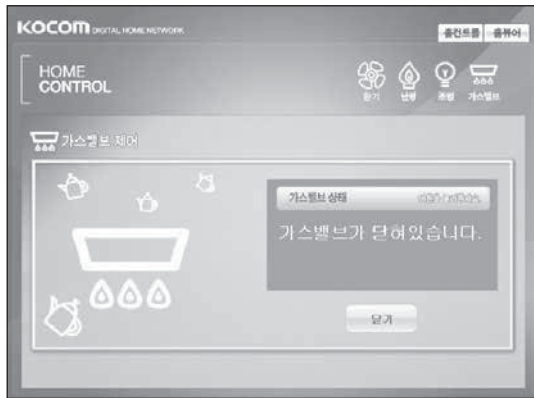 KOCOM DIGITAL HOME NETWORK
홈컨트롤 홈뷰어
HOME
CONTROL
환기 난방 조명 가스밸브
가스밸브 제어
가스밸브 상태
가스밸브가 닫혀있습니다.
닫기